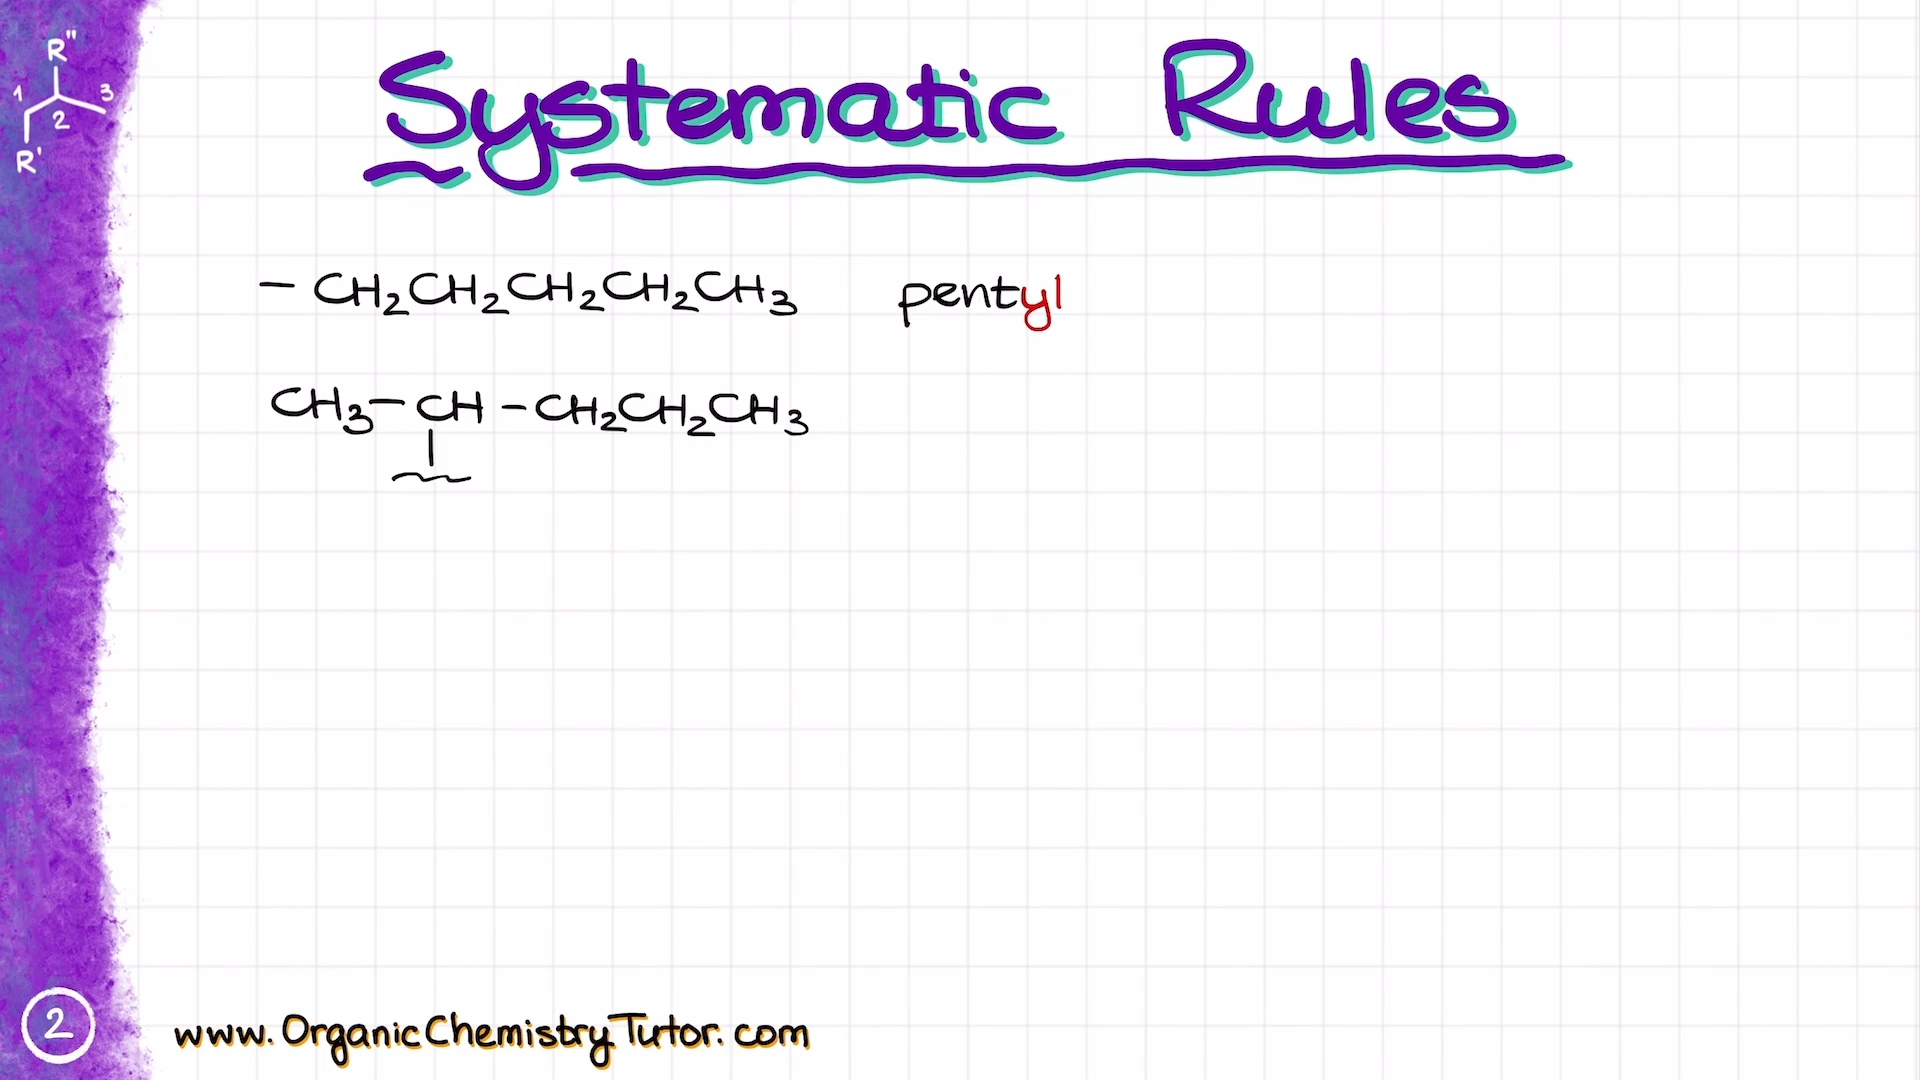 R"
1 3
2
R'
Systematic Rules
– CH₂CH₂CH₂CH₂CH₃ pentyl
CH₃–CH–CH₂CH₂CH₃
2
www.OrganicChemistryTutor.com